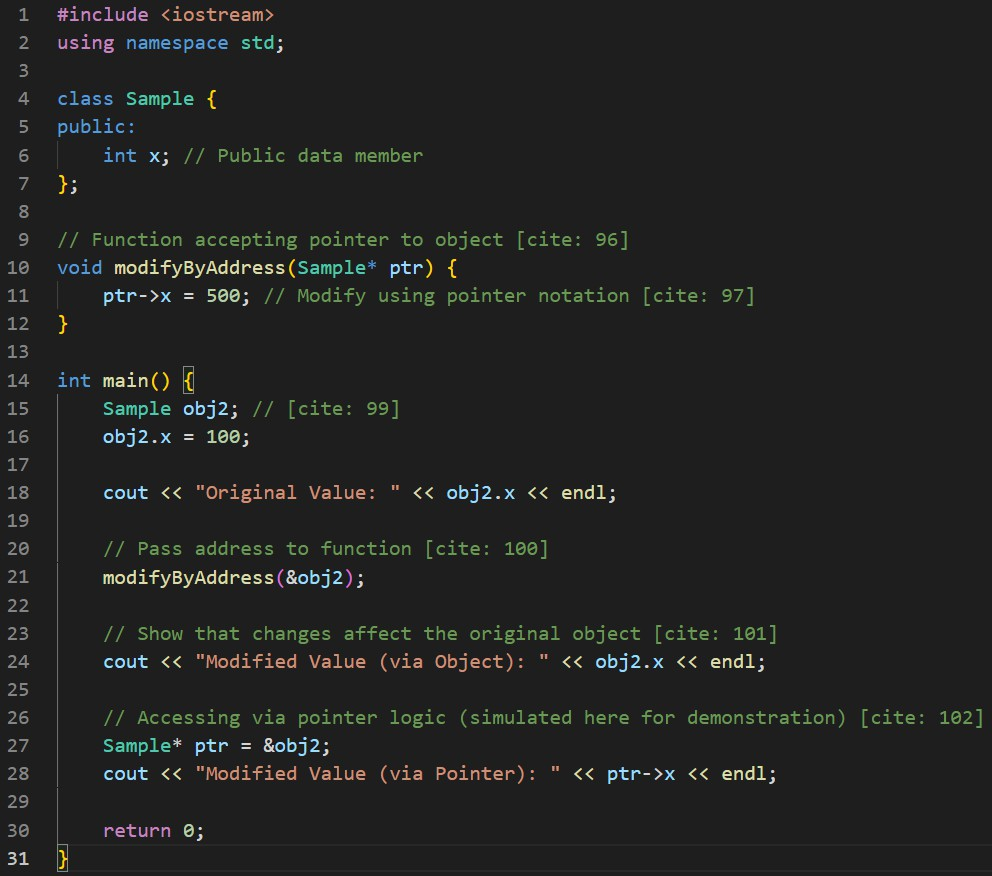 1 #include <iostream>
2 using namespace std;
3
4 class Sample {
5 public:
6     int x; // Public data member
7 };
8
9 // Function accepting pointer to object [cite: 96]
10 void modifyByAddress(Sample* ptr) {
11     ptr->x = 500; // Modify using pointer notation [cite: 97]
12 }
13
14 int main() {
15     Sample obj2; // [cite: 99]
16     obj2.x = 100;
17
18     cout << "Original Value: " << obj2.x << endl;
19
20     // Pass address to function [cite: 100]
21     modifyByAddress(&obj2);
22
23     // Show that changes affect the original object [cite: 101]
24     cout << "Modified Value (via Object): " << obj2.x << endl;
25
26     // Accessing via pointer logic (simulated here for demonstration) [cite: 102]
27     Sample* ptr = &obj2;
28     cout << "Modified Value (via Pointer): " << ptr->x << endl;
29
30     return 0;
31 }